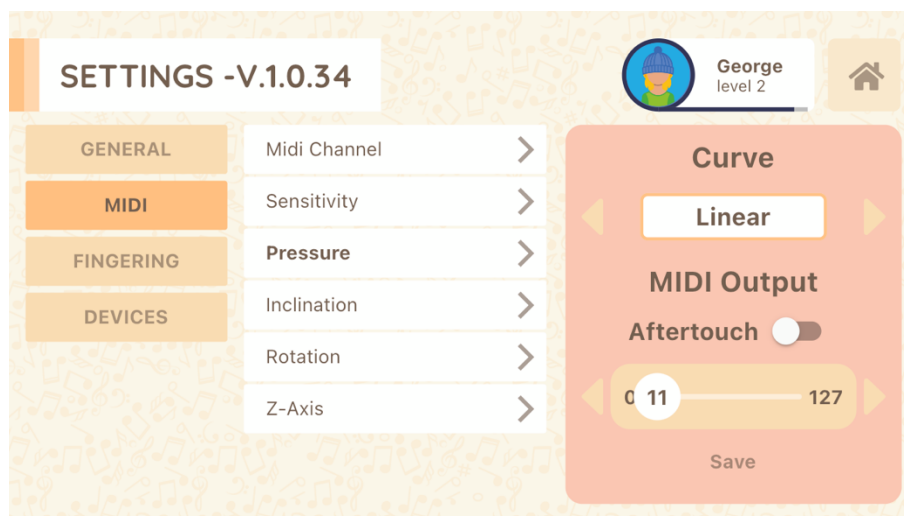 SETTINGS -V.1.0.34
George
level 2
GENERAL
MIDI
FINGERING
DEVICES
Midi Channel
Sensitivity
Pressure
Inclination
Rotation
Z-Axis
Curve
Linear
MIDI Output
Aftertouch
0 11 127
Save